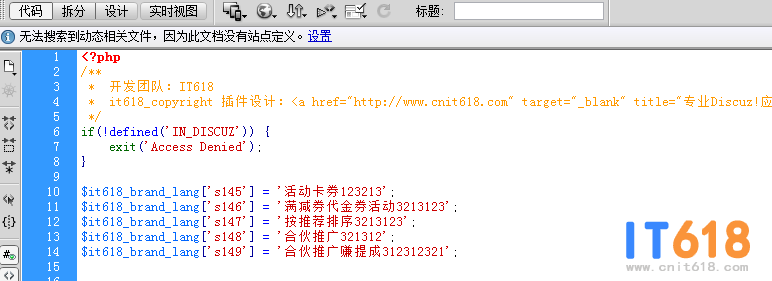 代码 拆分 设计 实时视图 标题:
无法搜索到动态相关文件，因为此文档没有站点定义。设置
1 <?php
2 /**
3 * 开发团队: IT618
4 * it618_copyright 插件设计: <a href="http://www.cnit618.com" target="_blank" title="专业Discuz!应
5 */
6 if(!defined('IN_DISCUZ')) {
7 exit('Access Denied');
8 }
9
10 $it618_brand_lang['s145'] = '活动卡券123213';
11 $it618_brand_lang['s146'] = '满减券代金券活动3213123';
12 $it618_brand_lang['s147'] = '按推荐排序3213123';
13 $it618_brand_lang['s148'] = '合伙推广321312';
14 $it618_brand_lang['s149'] = '合伙推广赚提成312312321';
15
IT618
www.cnit618.com